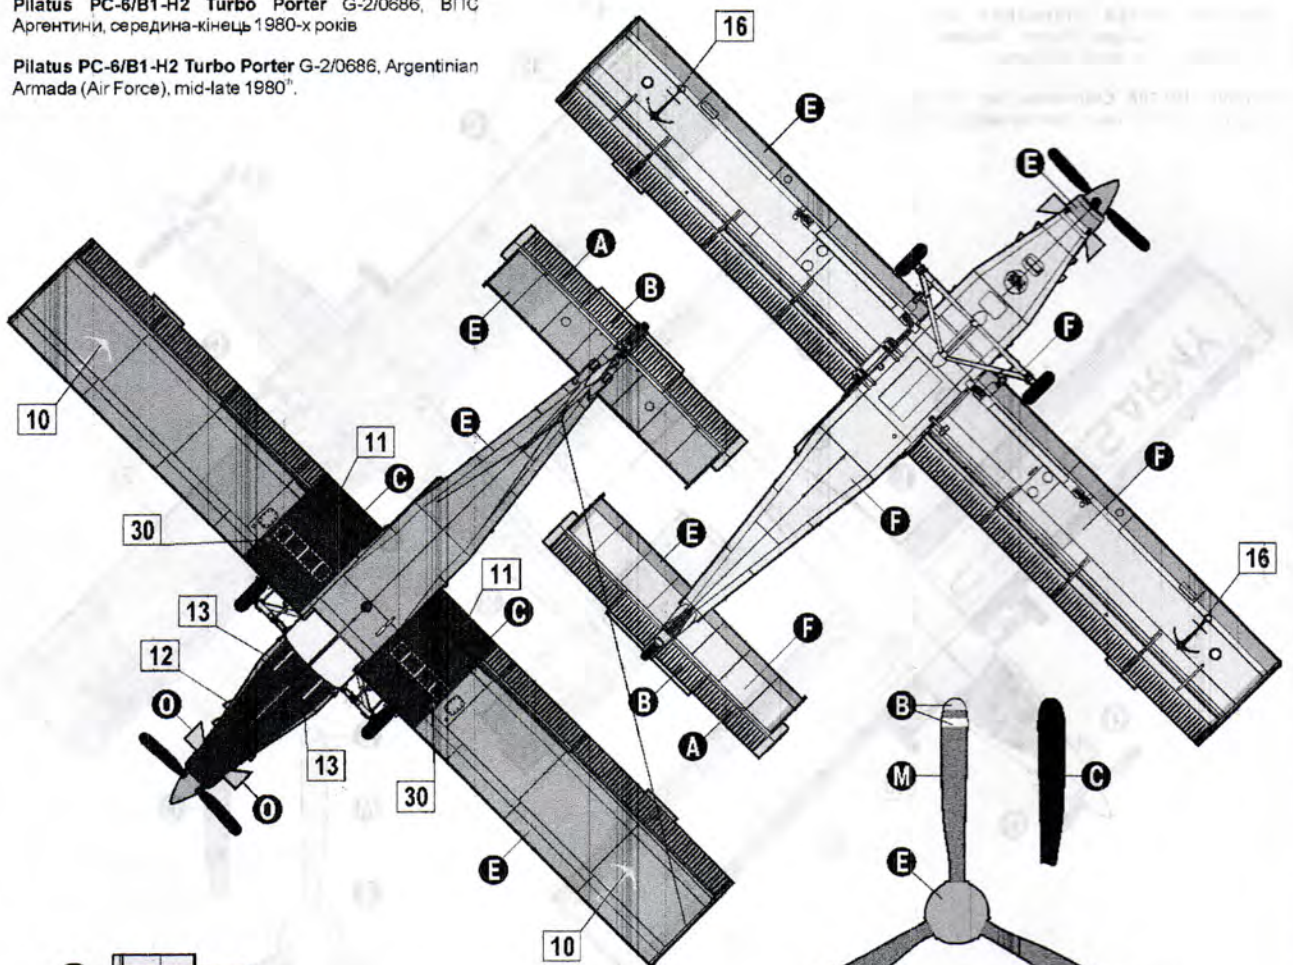 Pilatus PC-6/B1-H2 Turbo Porter G-2/0686, ВПС
Аргентини, середина-кінець 1980-х років
Pilatus PC-6/B1-H2 Turbo Porter G-2/0686, Argentinian
Armada (Air Force), mid-late 1980th.
16
E
E
A
B
E
F
10
11
E
C
F
30
F
E
16
11
13
C
F
12
O
B
B
A
13
M
C
O
30
E
E
10